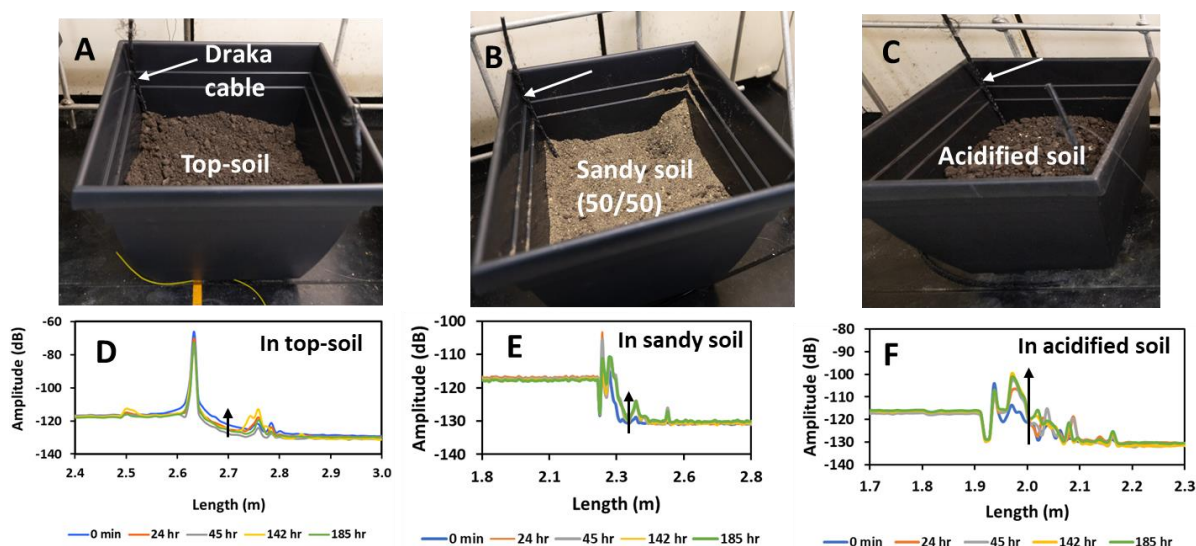 A
Draka
cable
Top-soil
B
Sandy soil
(50/50)
C
Acidified soil
D
In top-soil
Amplitude (dB)
-60
-80
-100
-120
-140
2.4 2.5 2.6 2.7 2.8 2.9 3.0
Length (m)
0 min 24 hr 45 hr 142 hr 185 hr
E
In sandy soil
Amplitude (dB)
-100
-110
-120
-130
-140
1.8 2.3 2.6 2.8
Length (m)
0 min 24 hr 45 hr 142 hr 185 hr
F
In acidified soil
Amplitude (dB)
-80
-90
-100
-110
-120
-130
-140
1.7 1.8 1.9 2.0 2.1 2.2 2.3
Length (m)
0 min 24 hr 45 hr 142 hr 185 hr